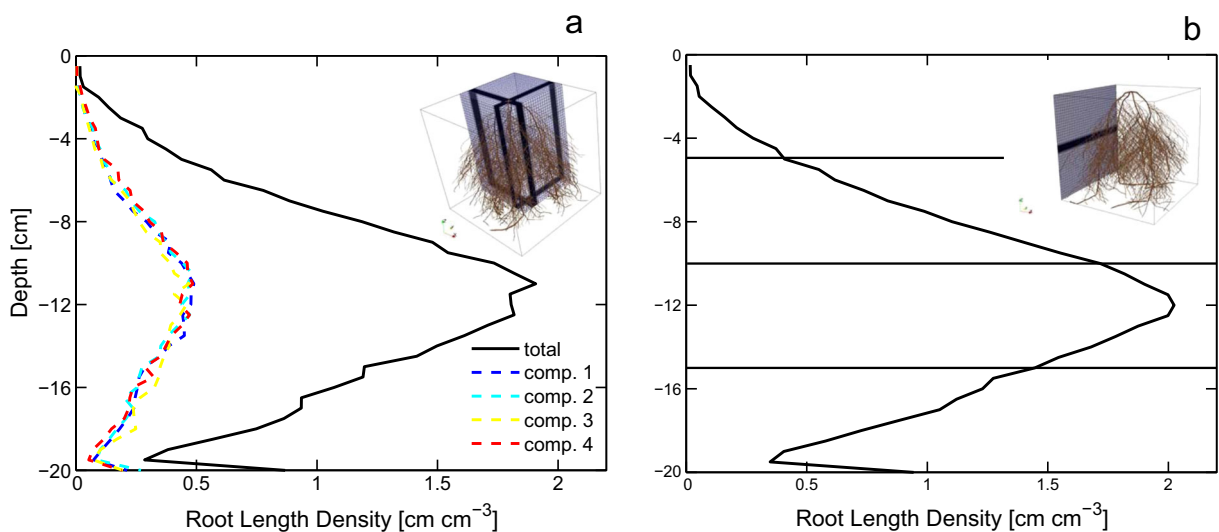 a
0
−4
−8
−12
−16
−20
Depth [cm]
0 0.5 1 1.5 2
Root Length Density [cm cm−3]
total
comp. 1
comp. 2
comp. 3
comp. 4
b
0
−4
−8
−12
−16
−20
0 0.5 1 1.5 2
Root Length Density [cm cm−3]